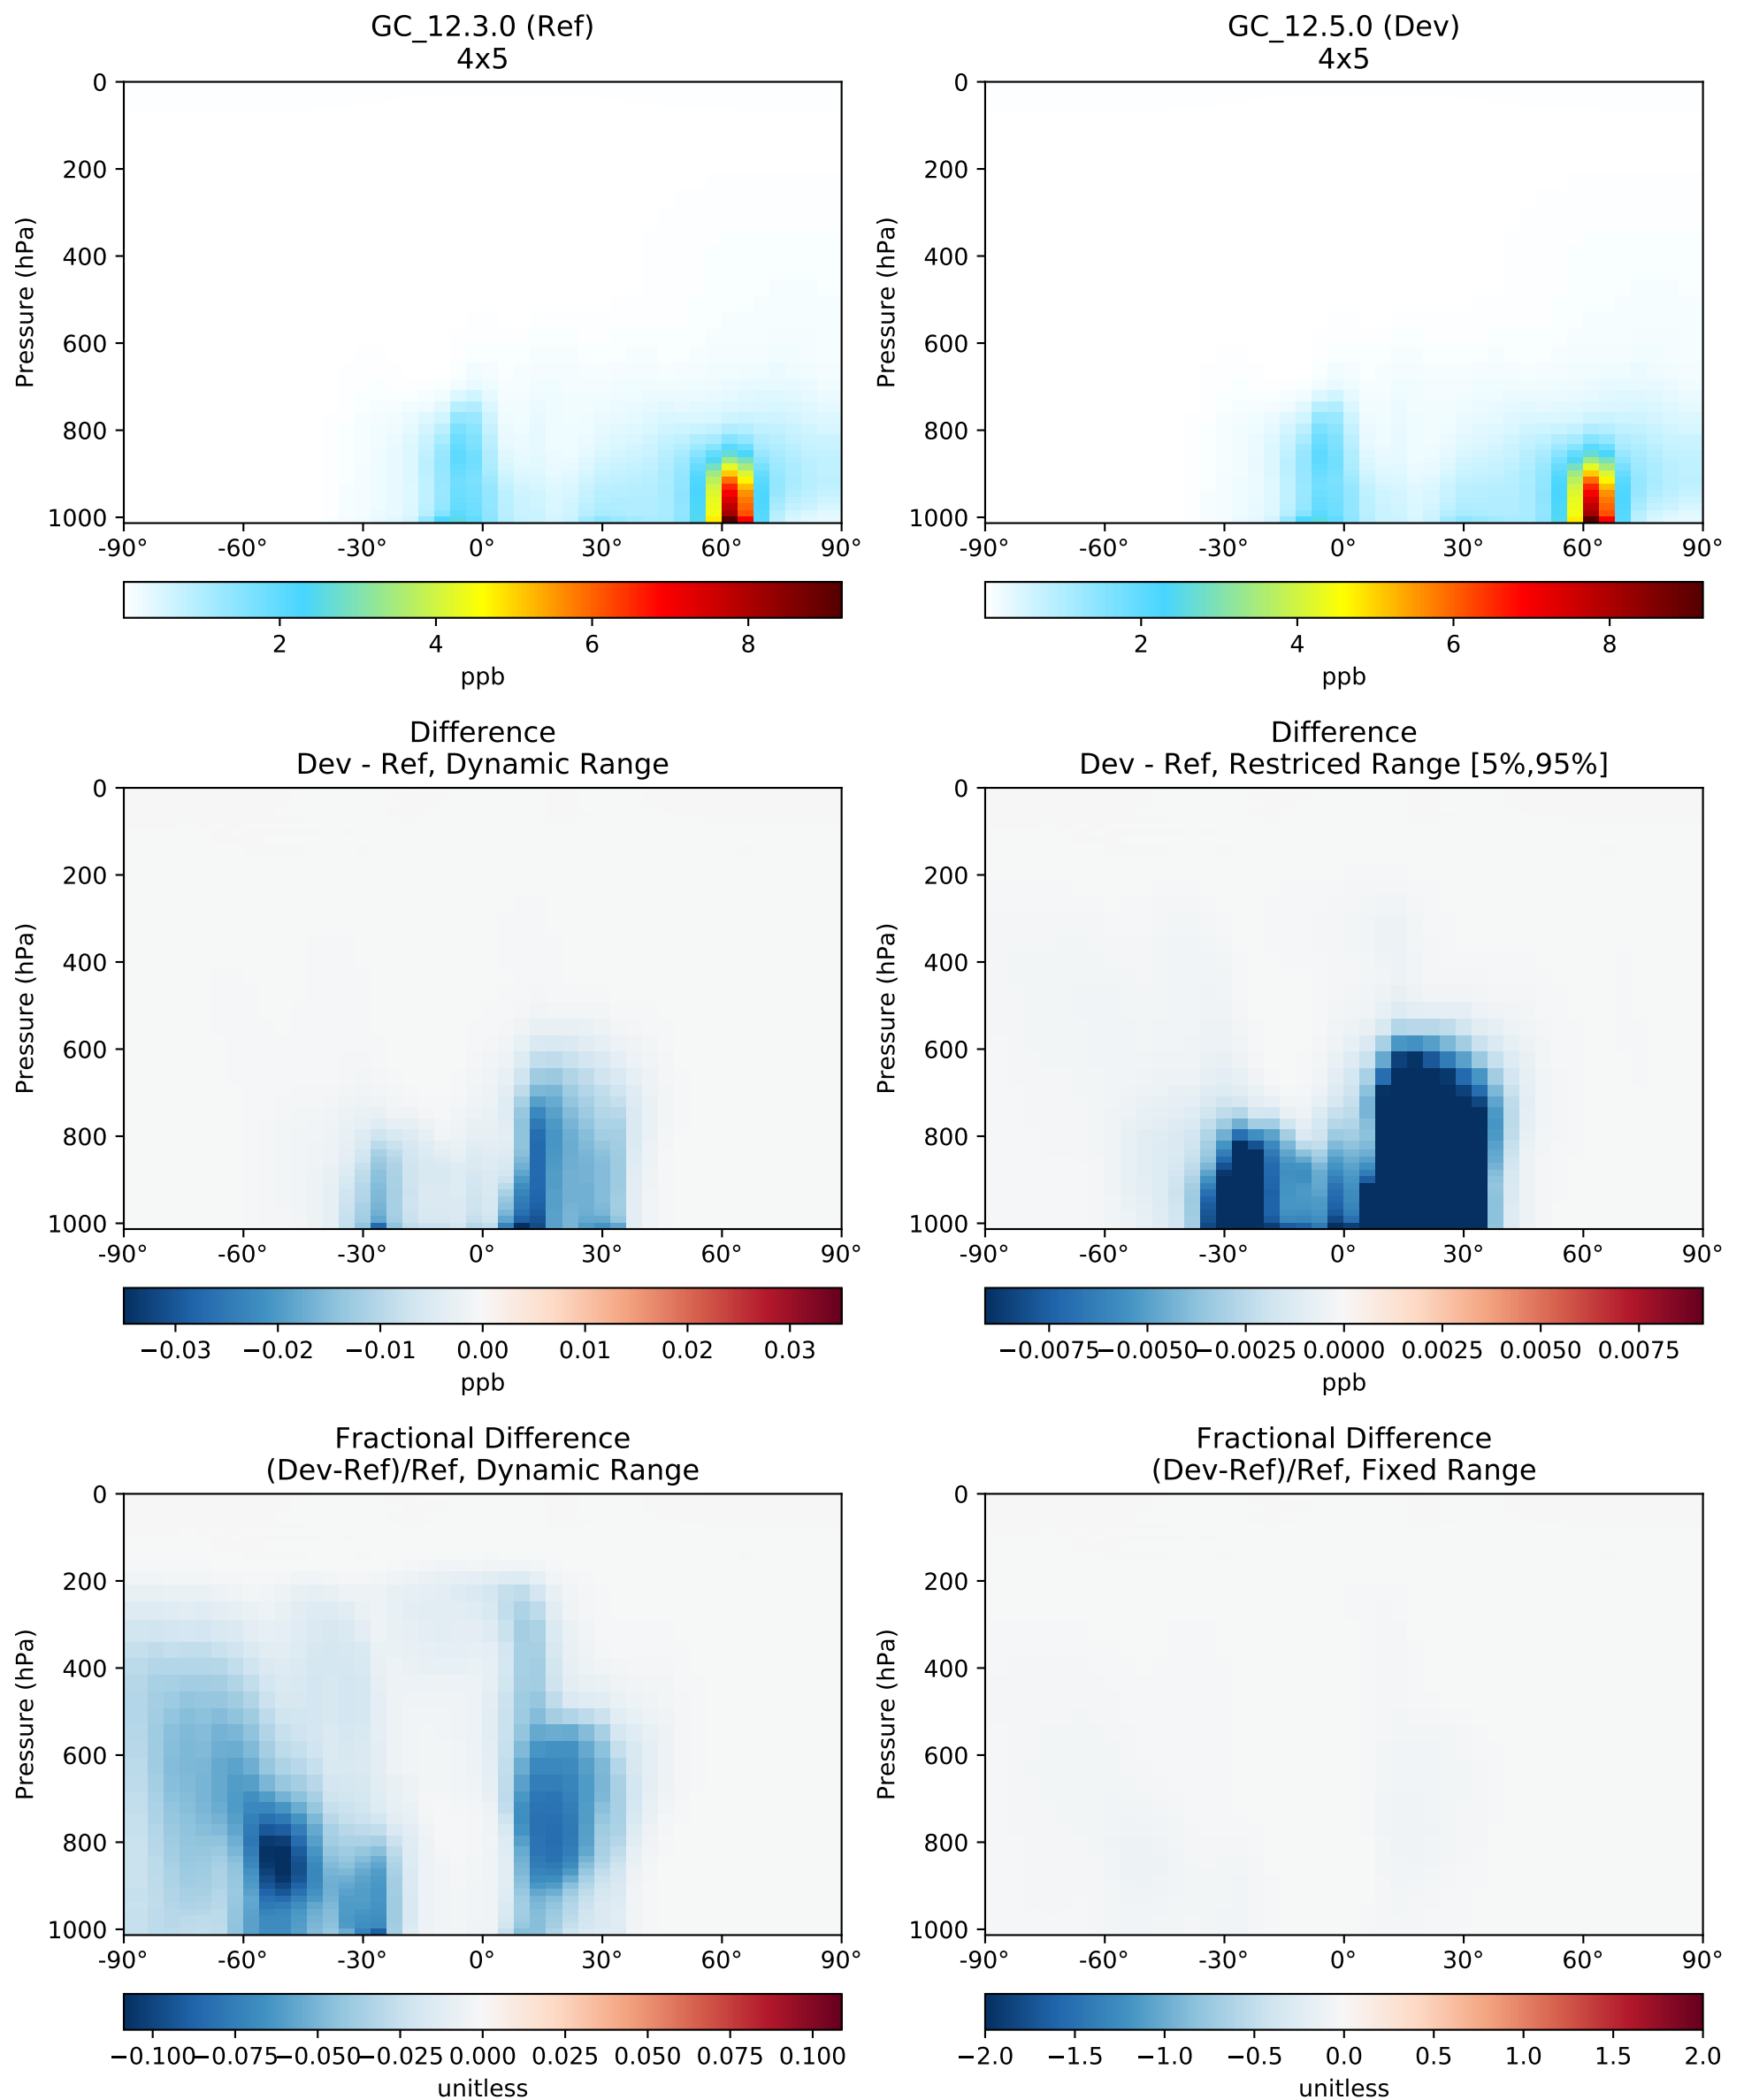 GC_12.3.0 (Ref)
4x5
GC_12.5.0 (Dev)
4x5
Pressure (hPa)
0
200
400
600
800
1000
-90° -60° -30° 0° 30° 60° 90°
2 4 6 8
ppb
Pressure (hPa)
0
200
400
600
800
1000
-90° -60° -30° 0° 30° 60° 90°
2 4 6 8
ppb
Difference
Dev - Ref, Dynamic Range
Difference
Dev - Ref, Restriced Range [5%,95%]
Pressure (hPa)
0
200
400
600
800
1000
-90° -60° -30° 0° 30° 60° 90°
−0.03 −0.02 −0.01 0.00 0.01 0.02 0.03
ppb
Pressure (hPa)
0
200
400
600
800
1000
-90° -60° -30° 0° 30° 60° 90°
−0.0075 −0.0050 −0.0025 0.0000 0.0025 0.0050 0.0075
ppb
Fractional Difference
(Dev-Ref)/Ref, Dynamic Range
Fractional Difference
(Dev-Ref)/Ref, Fixed Range
Pressure (hPa)
0
200
400
600
800
1000
-90° -60° -30° 0° 30° 60° 90°
−0.100 −0.075 −0.050 −0.025 0.000 0.025 0.050 0.075 0.100
unitless
Pressure (hPa)
0
200
400
600
800
1000
-90° -60° -30° 0° 30° 60° 90°
−2.0 −1.5 −1.0 −0.5 0.0 0.5 1.0 1.5 2.0
unitless